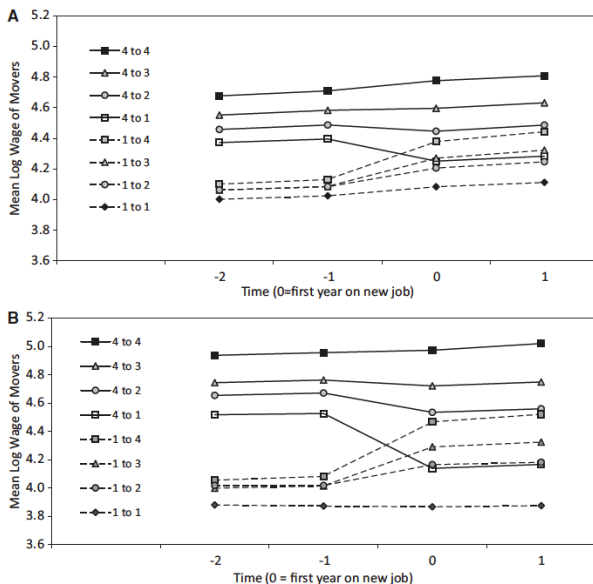 A
5.2
5.0
4.8
4.6
4.4
4.2
4.0
3.8
3.6
Mean Log Wage of Movers
4 to 4
4 to 3
4 to 2
4 to 1
1 to 4
1 to 3
1 to 2
1 to 1
-2 -1 0 1
Time (0=first year on new job)
B
5.2
5.0
4.8
4.6
4.4
4.2
4.0
3.8
3.6
Mean Log Wage of Movers
4 to 4
4 to 3
4 to 2
4 to 1
1 to 4
1 to 3
1 to 2
1 to 1
-2 -1 0 1
Time (0 = first year on new job)